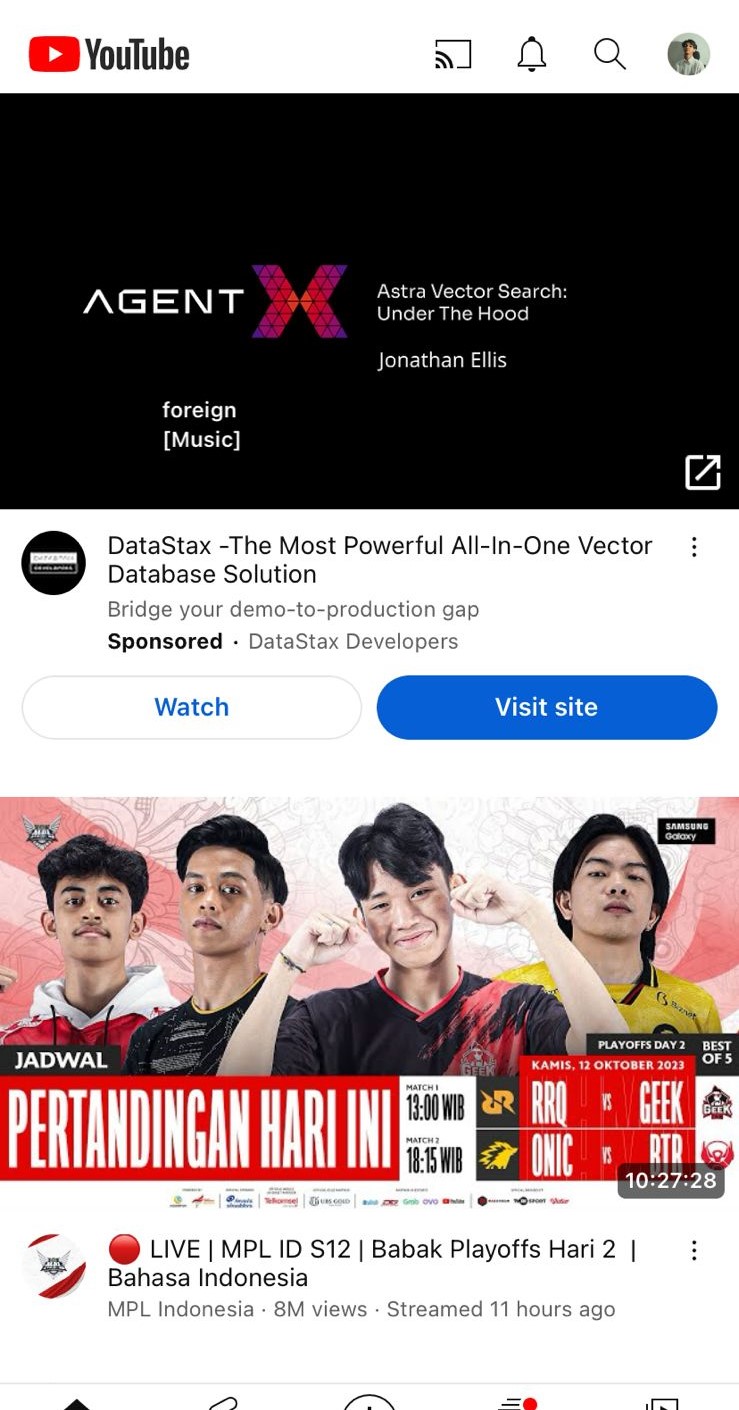 YouTube
AGENT X
Astra Vector Search:
Under The Hood
Jonathan Ellis
foreign
[Music]
DataStax -The Most Powerful All-In-One Vector
Database Solution
Bridge your demo-to-production gap
Sponsored · DataStax Developers
Watch
Visit site
SAMSUNG
Galaxy
JADWAL
PERTANDINGAN HARI INI
PLAYOFFS DAY 2
BEST
OF 5
KAMIS, 12 OKTOBER 2023
MATCH 1
13:00 WIB
RRQ VS GEEK
MATCH 2
18:15 WIB
ONIC VS BTR
10:27:28
🔴 LIVE | MPL ID S12 | Babak Playoffs Hari 2 |
Bahasa Indonesia
MPL Indonesia · 8M views · Streamed 11 hours ago